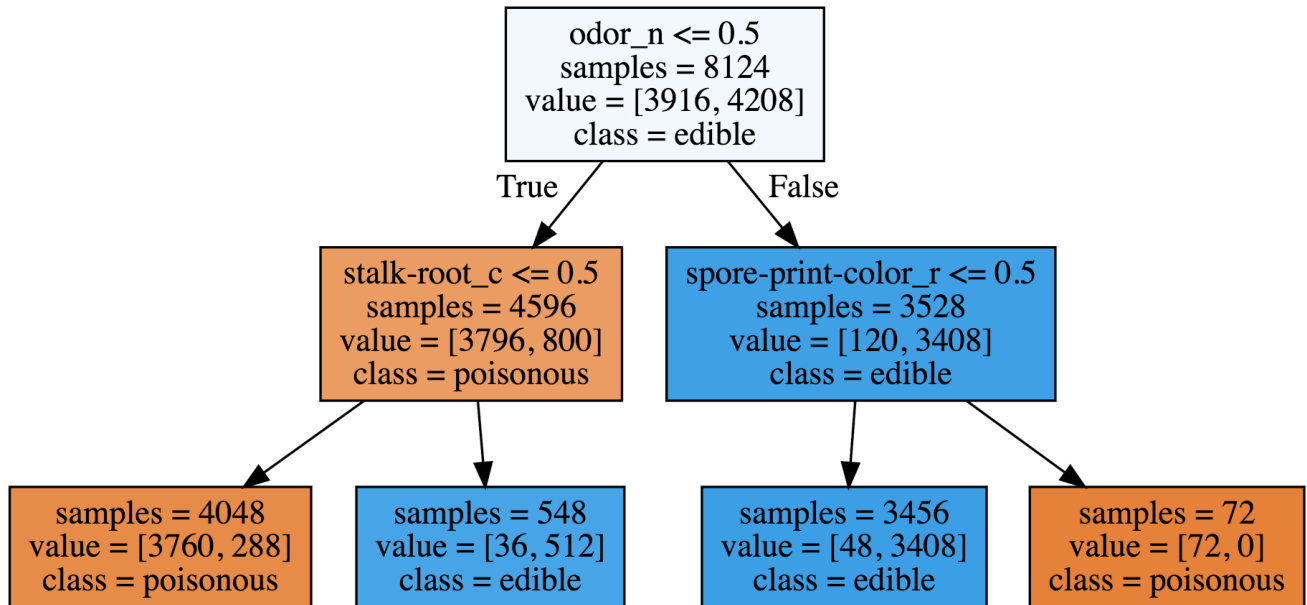 odor_n <= 0.5
samples = 8124
value = [3916, 4208]
class = edible
True
False
stalk-root_c <= 0.5
samples = 4596
value = [3796, 800]
class = poisonous
spore-print-color_r <= 0.5
samples = 3528
value = [120, 3408]
class = edible
samples = 4048
value = [3760, 288]
class = poisonous
samples = 548
value = [36, 512]
class = edible
samples = 3456
value = [48, 3408]
class = edible
samples = 72
value = [72, 0]
class = poisonous